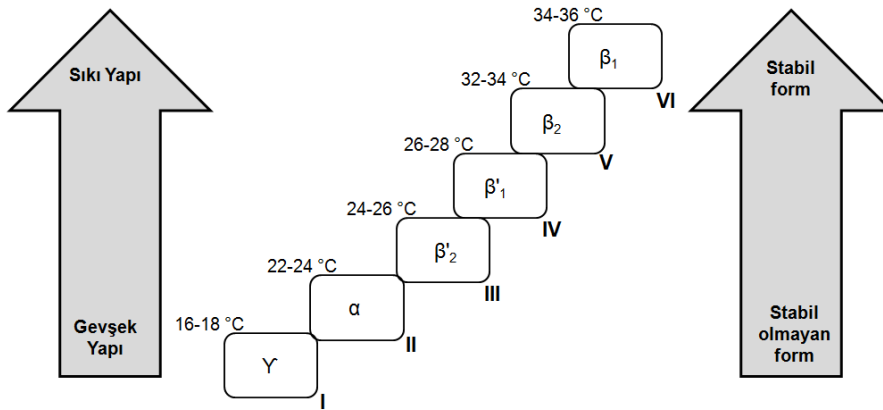 34-36 °C
Sıkı Yapı
Stabil
form
β1
VI
32-34 °C
β2
V
26-28 °C
β'1
IV
24-26 °C
β'2
III
22-24 °C
α
II
16-18 °C
Gevşek
Yapı
ϒ
I
Stabil
olmayan
form